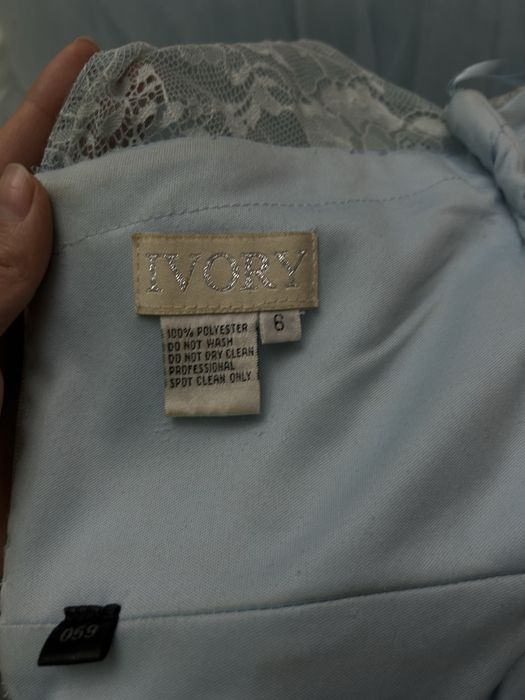 IVORY
6
100% POLYESTER
DO NOT WASH
DO NOT DRY CLEAN
PROFESSIONAL
SPOT CLEAN ONLY
059